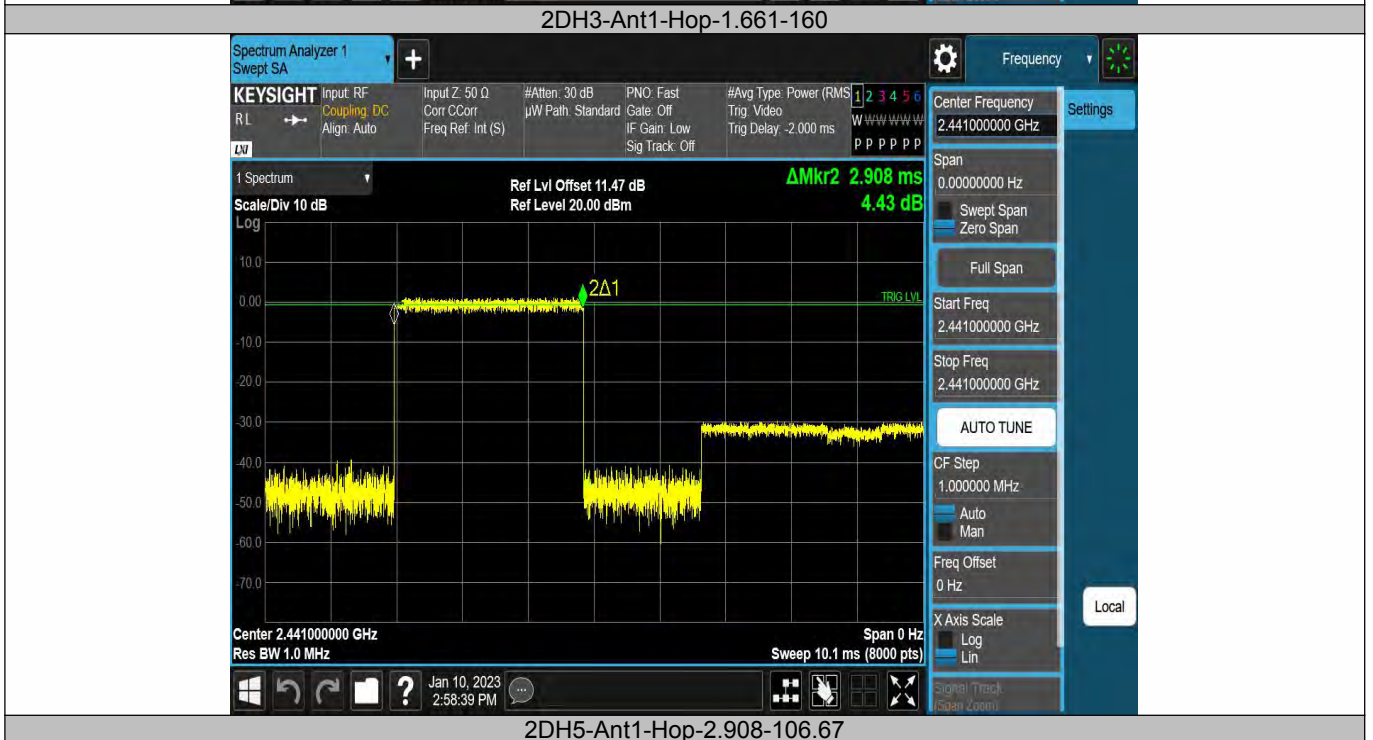 2DH3-Ant1-Hop-1.661-160
Spectrum Analyzer 1
Swept SA
+
Frequency
KEYSIGHT
RL
LXI
Input: RF
Coupling: DC
Align: Auto
Input Z: 50 Ω
Corr CCorr
Freq Ref: Int (S)
#Atten: 30 dB
µW Path: Standard
PNO: Fast
Gate: Off
IF Gain: Low
Sig Track: Off
#Avg Type: Power (RMS
Trig: Video
Trig Delay: -2.000 ms
1 2 3 4 5 6
W W W W W W
P P P P P P
Center Frequency
2.441000000 GHz
Settings
1 Spectrum
Scale/Div 10 dB
Log
Ref Lvl Offset 11.47 dB
Ref Level 20.00 dBm
ΔMkr2 2.908 ms
4.43 dB
Span
0.00000000 Hz
Swept Span
Zero Span
Full Span
Start Freq
2.441000000 GHz
Stop Freq
2.441000000 GHz
AUTO TUNE
CF Step
1.000000 MHz
Auto
Man
Freq Offset
0 Hz
X Axis Scale
Log
Lin
Signal Track
(Span Zoom)
Local
10.0
0.00
-10.0
-20.0
-30.0
-40.0
-50.0
-60.0
-70.0
2Δ1
TRIG LVL
Center 2.441000000 GHz
Res BW 1.0 MHz
Span 0 Hz
Sweep 10.1 ms (8000 pts)
?
Jan 10, 2023
2:58:39 PM
2DH5-Ant1-Hop-2.908-106.67